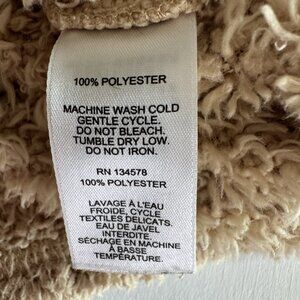 100% POLYESTER
MACHINE WASH COLD
GENTLE CYCLE.
DO NOT BLEACH.
TUMBLE DRY LOW.
DO NOT IRON.
RN 134578
100% POLYESTER
LAVAGE À L'EAU
FROIDE, CYCLE
TEXTILES DELICATS.
EAU DE JAVEL
INTERDITE.
SÉCHAGE EN MACHINE
À BASSE
TEMPÉRATURE.